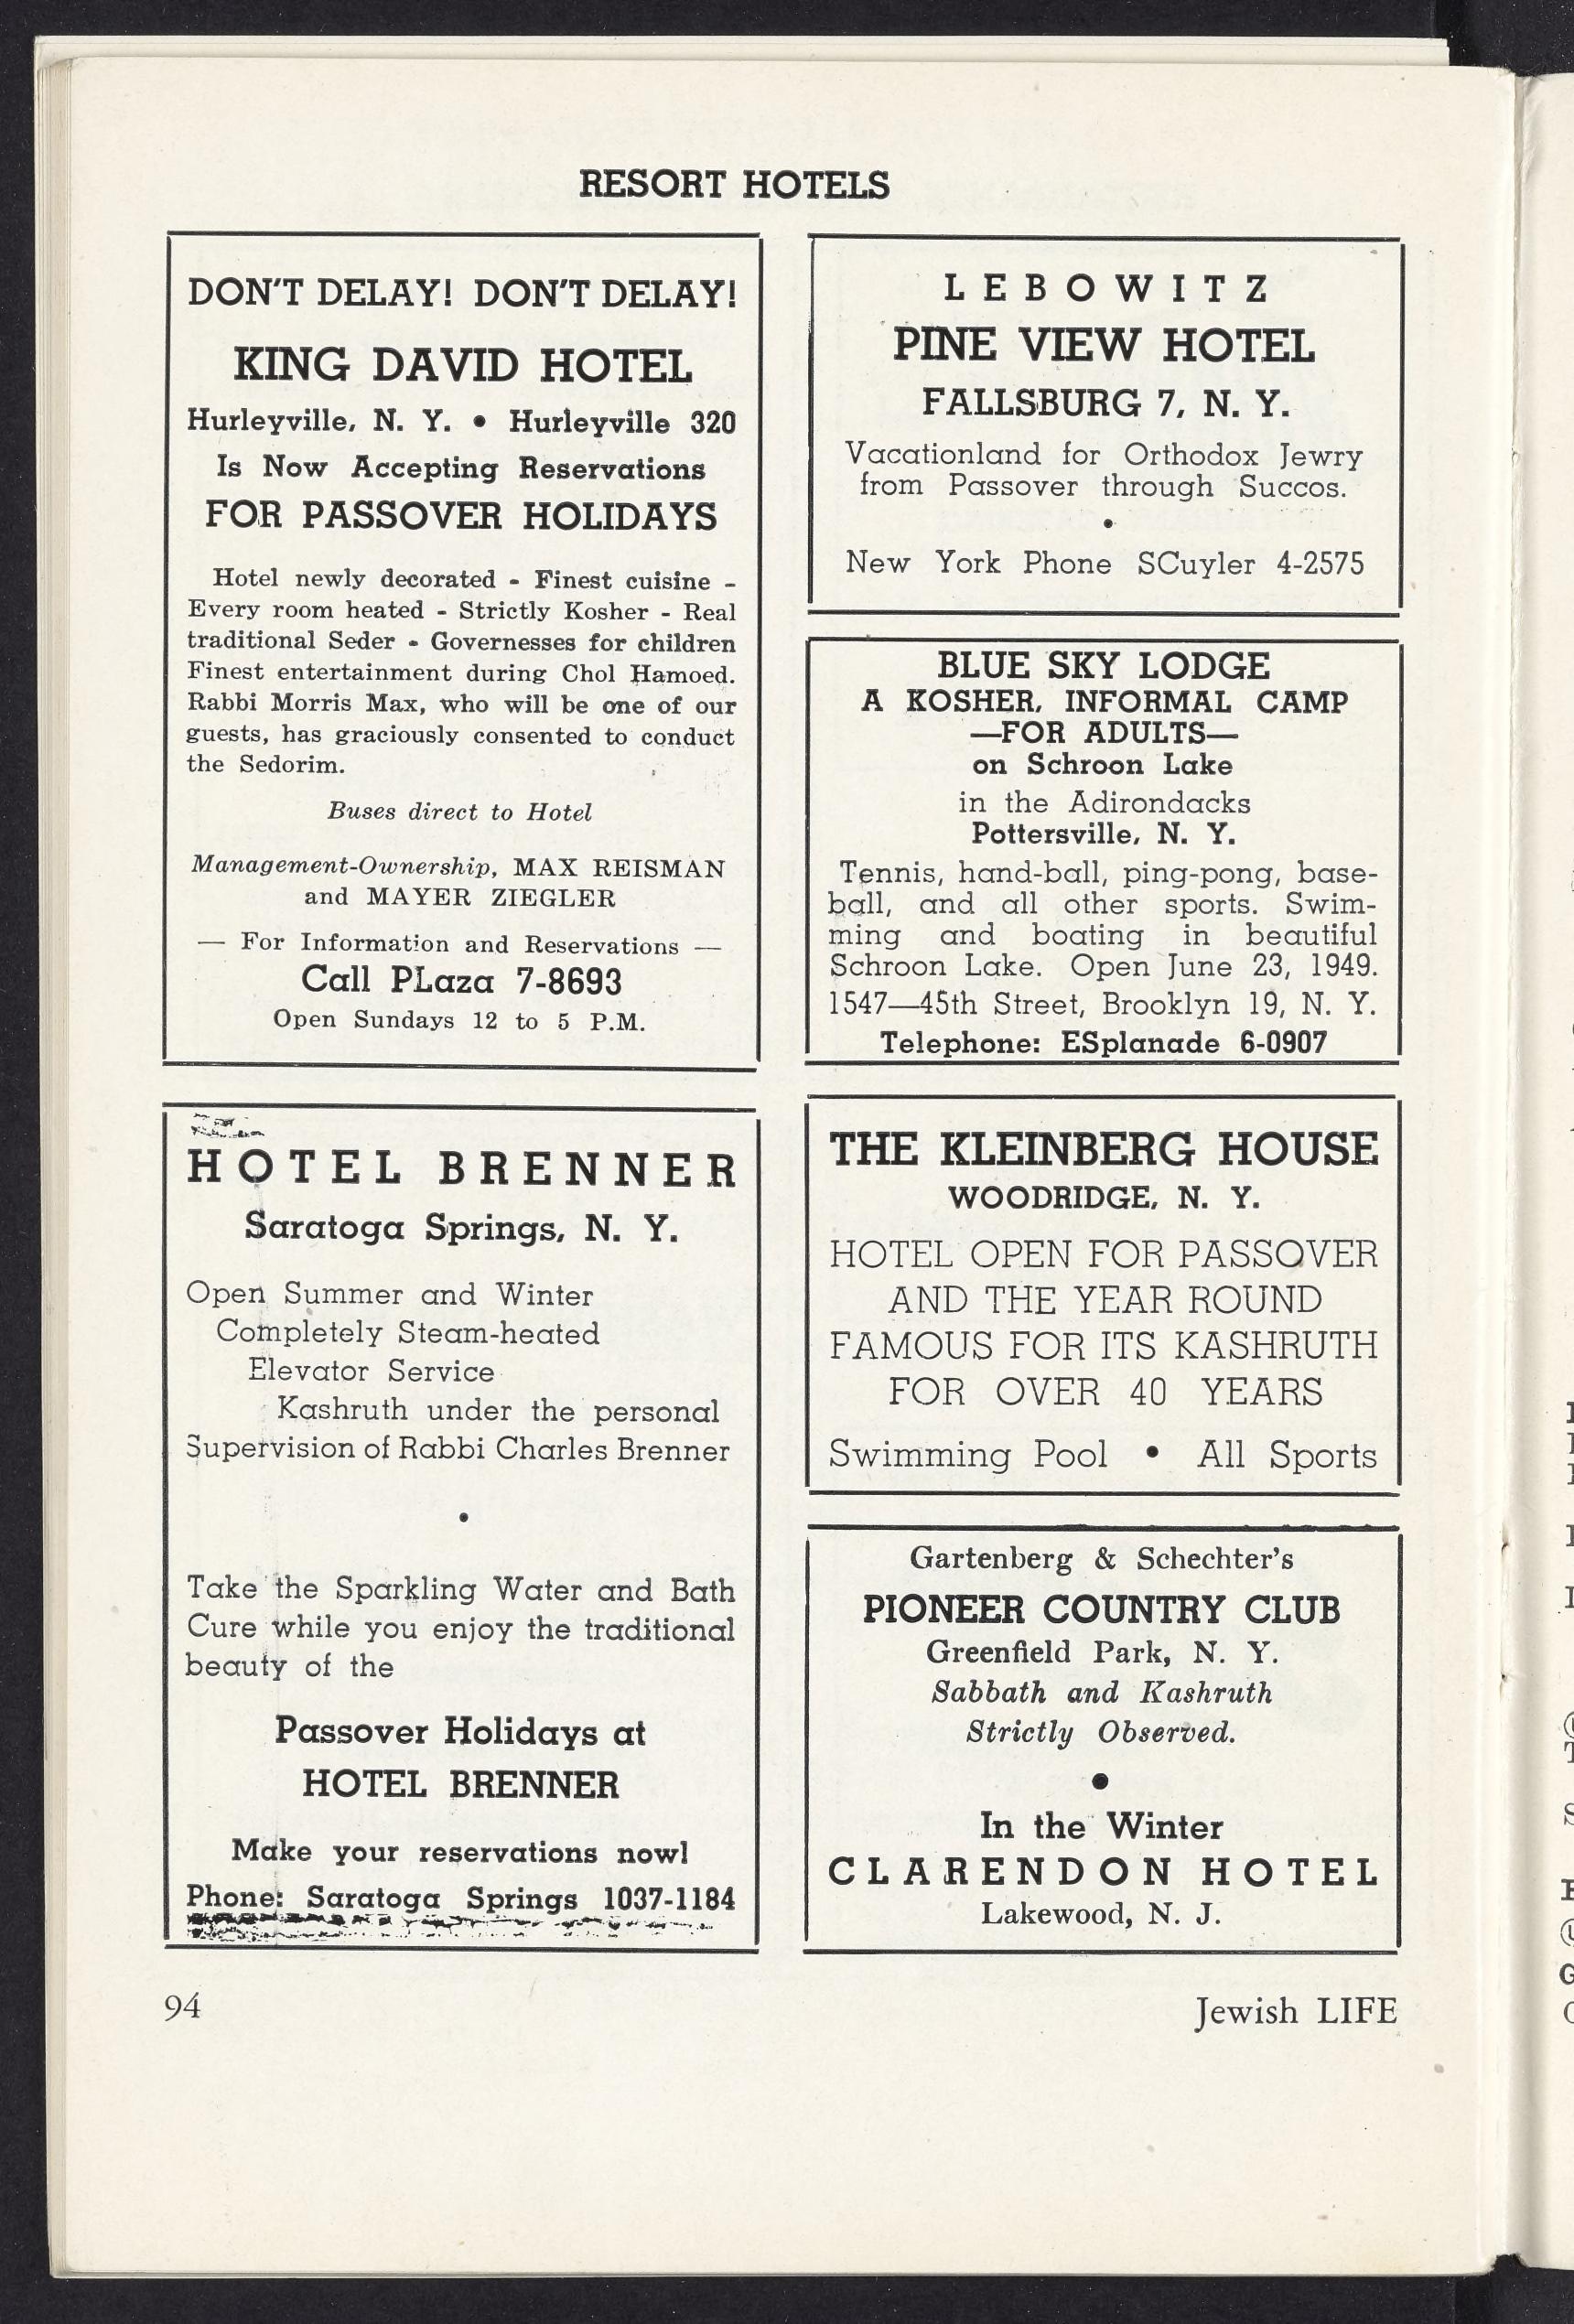 RESORT HOTELS
DON'T DELAY! DON'T DELAY!
KING DAVID HOTEL
Hurleyville, N. Y. • Hurleyville 320
Is Now Accepting Reservations
FOR PASSOVER HOLIDAYS
Hotel newly decorated - Finest cuisine -
Every room heated - Strictly Kosher - Real
traditional Seder - Governesses for children
Finest entertainment during Chol Hamoed.
Rabbi Morris Max, who will be one of our
guests, has graciously consented to conduct
the Sedorim.
Buses direct to Hotel
Management-Ownership, MAX REISMAN
and MAYER ZIEGLER
— For Information and Reservations —
Call PLaza 7-8693
Open Sundays 12 to 5 P.M.
HOTEL BRENNER
Saratoga Springs, N. Y.
Open Summer and Winter
Completely Steam-heated
Elevator Service
Kashruth under the personal
Supervision of Rabbi Charles Brenner
•
Take the Sparkling Water and Bath
Cure while you enjoy the traditional
beauty of the
Passover Holidays at
HOTEL BRENNER
Make your reservations now!
Phone: Saratoga Springs 1037-1184
LEBOWITZ
PINE VIEW HOTEL
FALLSBURG 7, N. Y.
Vacationland for Orthodox Jewry
from Passover through Succos.
•
New York Phone SCuyler 4-2575
BLUE SKY LODGE
A KOSHER, INFORMAL CAMP
—FOR ADULTS—
on Schroon Lake
in the Adirondacks
Pottersville, N. Y.
Tennis, hand-ball, ping-pong, base-
ball, and all other sports. Swim-
ming and boating in beautiful
Schroon Lake. Open June 23, 1949.
1547—45th Street, Brooklyn 19, N. Y.
Telephone: ESplanade 6-0907
THE KLEINBERG HOUSE
WOODRIDGE, N. Y.
HOTEL OPEN FOR PASSOVER
AND THE YEAR ROUND
FAMOUS FOR ITS KASHRUTH
FOR OVER 40 YEARS
Swimming Pool • All Sports
Gartenberg & Schechter's
PIONEER COUNTRY CLUB
Greenfield Park, N. Y.
Sabbath and Kashruth
Strictly Observed.
•
In the Winter
CLARENDON HOTEL
Lakewood, N. J.
94
Jewish LIFE